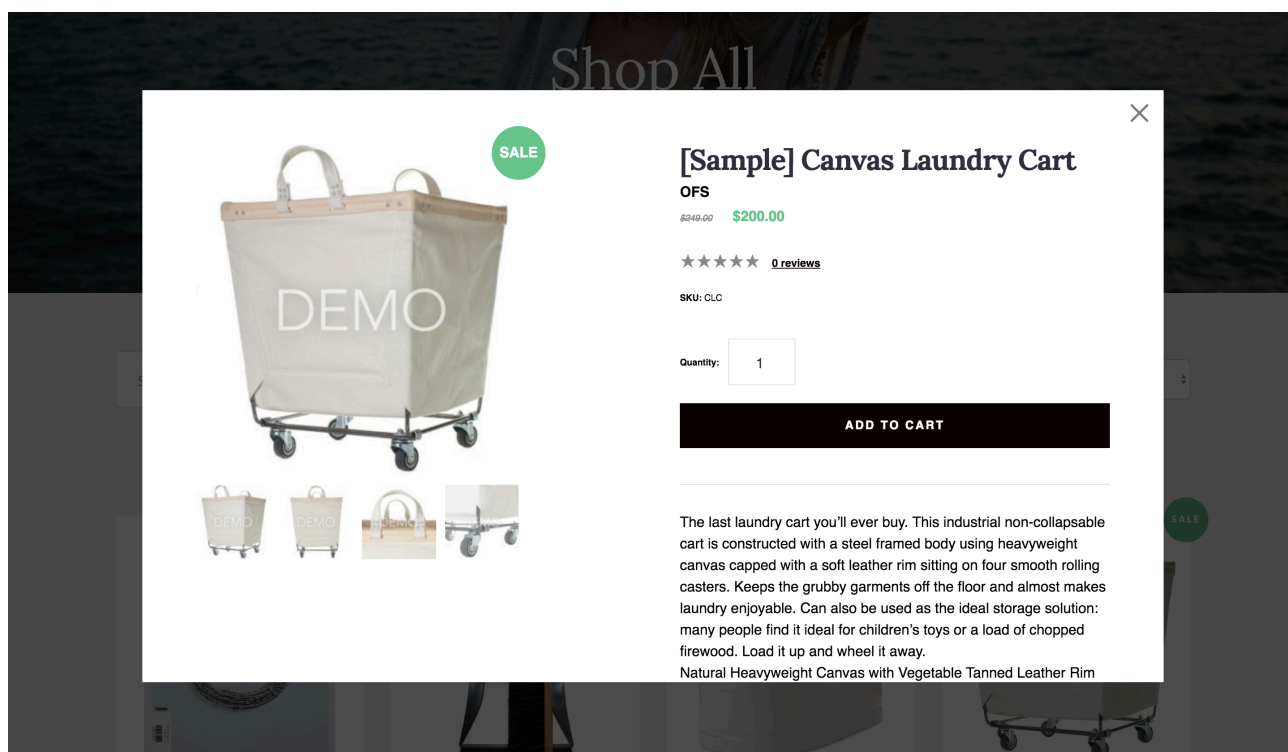 Shop All
SALE
[Sample] Canvas Laundry Cart
OFS
$249.00 $200.00
0 reviews
SKU: CLC
DEMO
Quantity: 1
ADD TO CART
DEMO
DEMO
DEMO
The last laundry cart you’ll ever buy. This industrial non-collapsable
cart is constructed with a steel framed body using heavyweight
canvas capped with a soft leather rim sitting on four smooth rolling
casters. Keeps the grubby garments off the floor and almost makes
laundry enjoyable. Can also be used as the ideal storage solution:
many people find it ideal for children’s toys or a load of chopped
firewood. Load it up and wheel it away.
Natural Heavyweight Canvas with Vegetable Tanned Leather Rim
SALE